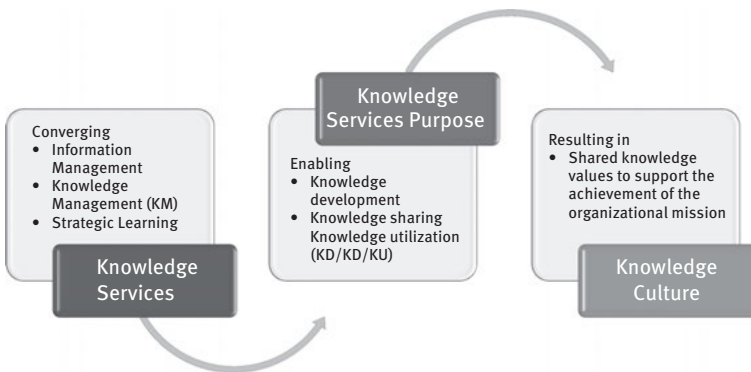 Converging
• Information
Management
• Knowledge
Management (KM)
• Strategic Learning
Knowledge
Services
Knowledge
Services Purpose
Enabling
• Knowledge
development
• Knowledge sharing
Knowledge utilization
(KD/KD/KU)
Resulting in
• Shared knowledge
values to support the
achievement of the
organizational mission
Knowledge
Culture